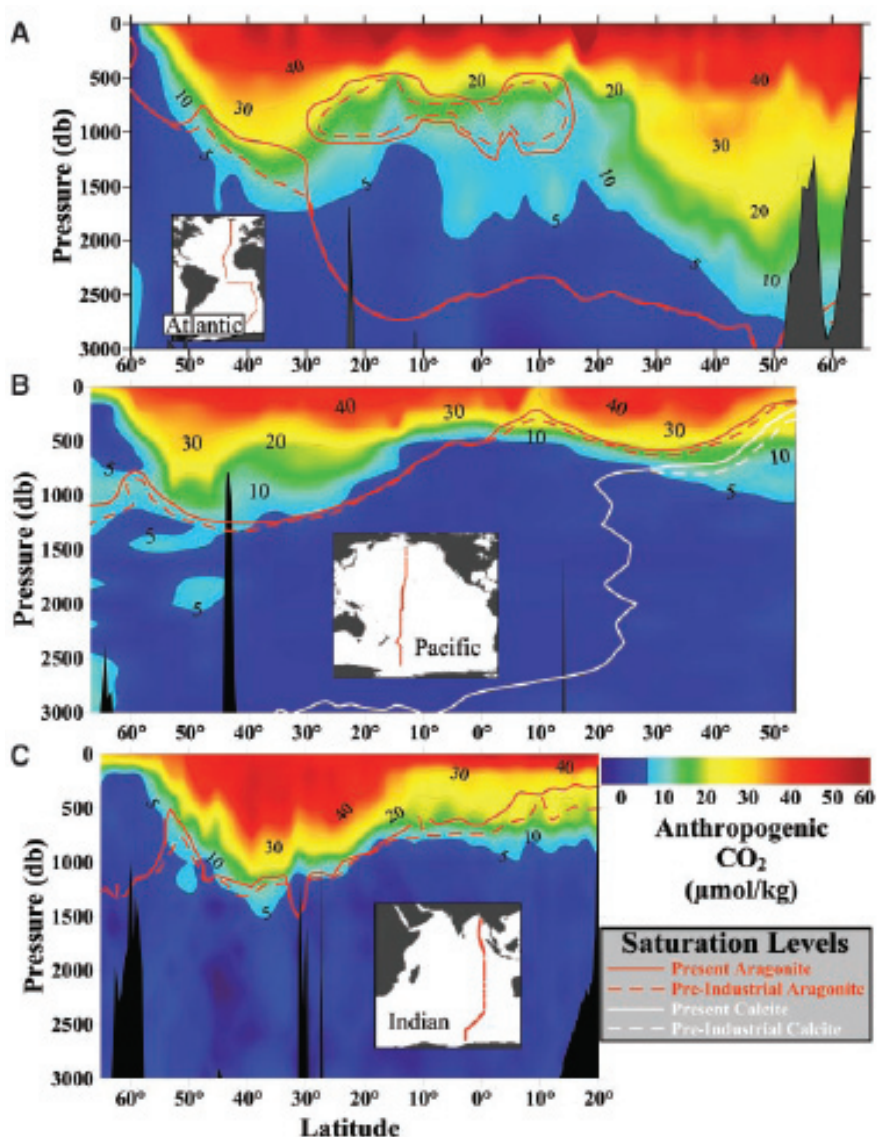 A
0
500
1000
1500
2000
2500
3000
Pressure (db)
10
5
30
40
20
20
40
30
10
5
5
20
10
5
Atlantic
60° 50° 40° 30° 20° 10° 0° 10° 20° 30° 40° 50° 60°
B
0
500
1000
1500
2000
2500
3000
Pressure (db)
5
30
20
40
30
40
30
10
10
10
5
5
5
Pacific
60° 50° 40° 30° 20° 10° 0° 10° 20° 30° 40° 50°
C
0
500
1000
1500
2000
2500
3000
Pressure (db)
5
10
30
40
20
30
40
10
5
5
Indian
60° 50° 40° 30° 20° 10° 0° 10° 20°
Latitude
0 10 20 30 40 50 60
Anthropogenic
CO2
(μmol/kg)
Saturation Levels
Present Aragonite
Pre-Industrial Aragonite
Present Calcite
Pre-Industrial Calcite